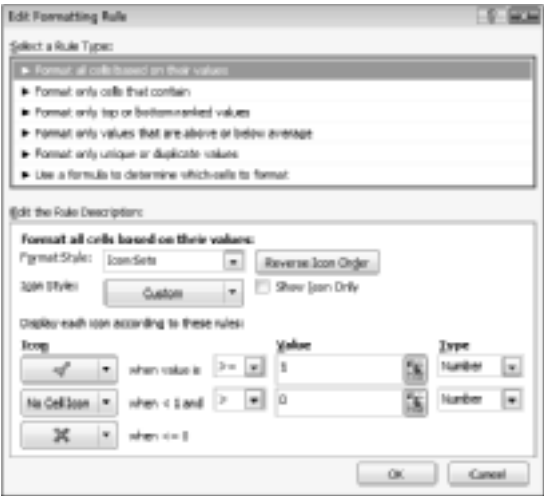 Edit Formatting Rule
Select a Rule Type:
► Format all cells based on their values
► Format only cells that contain
► Format only top or bottom ranked values
► Format only values that are above or below average
► Format only unique or duplicate values
► Use a formula to determine which cells to format
Edit the Rule Description:
Format all cells based on their values:
Format Style: Icon Sets Reverse Icon Order
Icon Style: Custom Show Icon Only
Display each icon according to these rules:
Icon Value Type
when value is >= 1 Number
No Cell Icon when < 1 and > 0 Number
when <= 0
OK Cancel